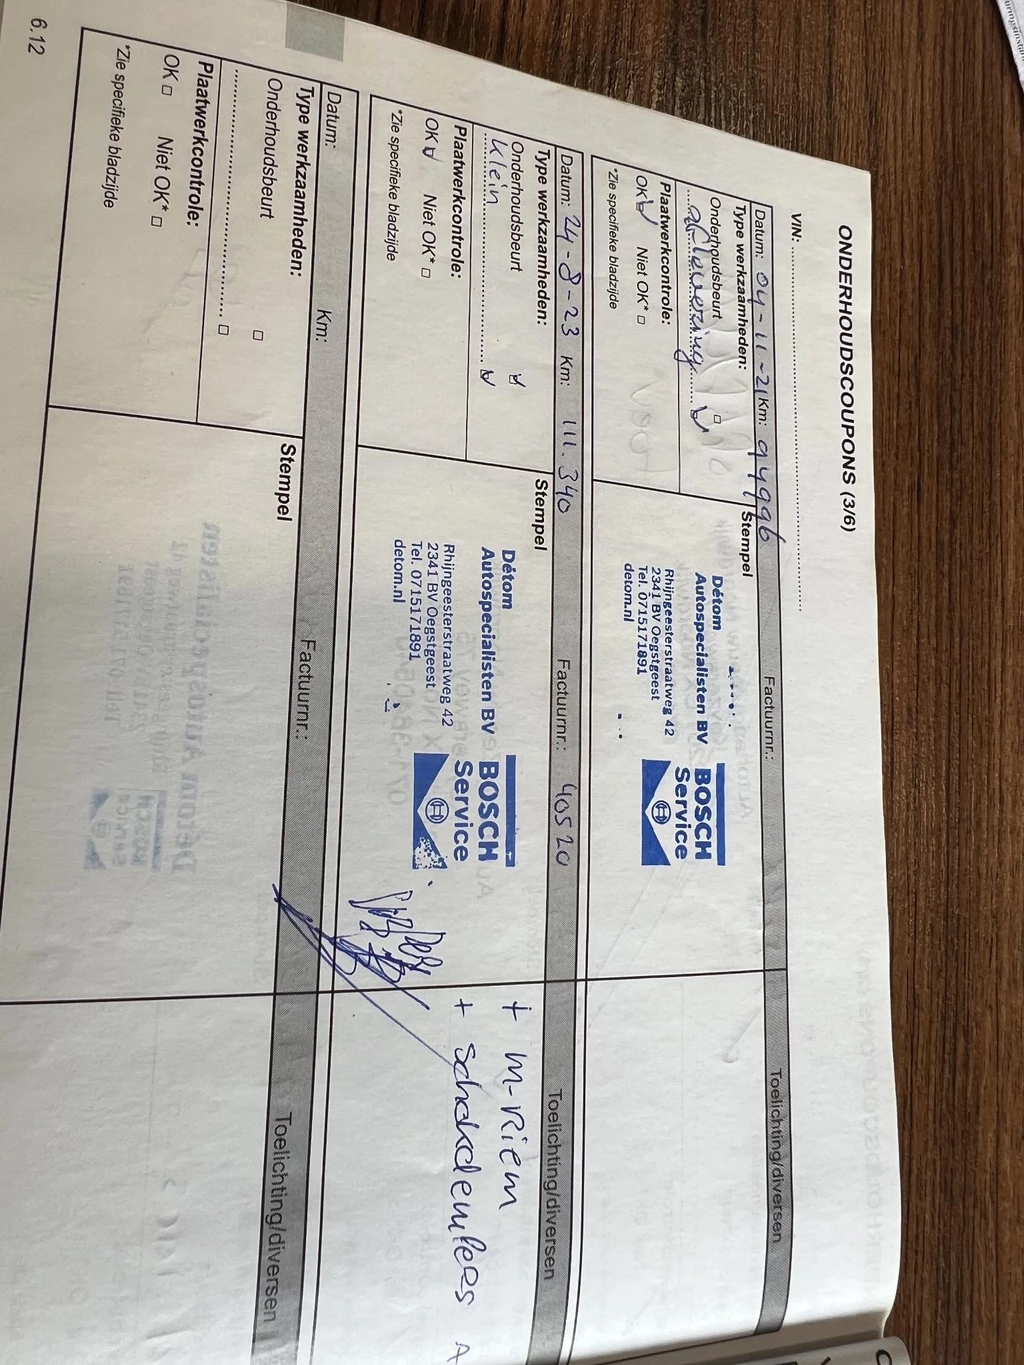 ONDERHOUDSCOUPONS (3/6)
VIN: ........................................
Datum: 04-11-21 Km: 94996 Factuurnr.: Toelichting/diversen
Type werkzaamheden: Stempel
Onderhoudsbeurt □
aflevering ☑
Plaatwerkcontrole:
OK ☑ Niet OK* □
*Zie specifieke bladzijde
Détom
Autospecialisten BV
Rhijngeesterstraatweg 42
2341 BV Oegstgeest
Tel. 0715171891
detom.nl
BOSCH
Service
Datum: 24-8-23 Km: 111.340 Factuurnr.: 40520 Toelichting/diversen
Type werkzaamheden: Stempel
Onderhoudsbeurt ☑
klein ☑
Plaatwerkcontrole:
OK ☑ Niet OK* □
*Zie specifieke bladzijde
Détom
Autospecialisten BV
Rhijngeesterstraatweg 42
2341 BV Oegstgeest
Tel. 0715171891
detom.nl
BOSCH
Service
+ m-riem
+ schokdempers A
Datum: Km: Factuurnr.: Toelichting/diversen
Type werkzaamheden: Stempel
Onderhoudsbeurt □
........................................ □
Plaatwerkcontrole:
OK □ Niet OK* □
*Zie specifieke bladzijde
6.12